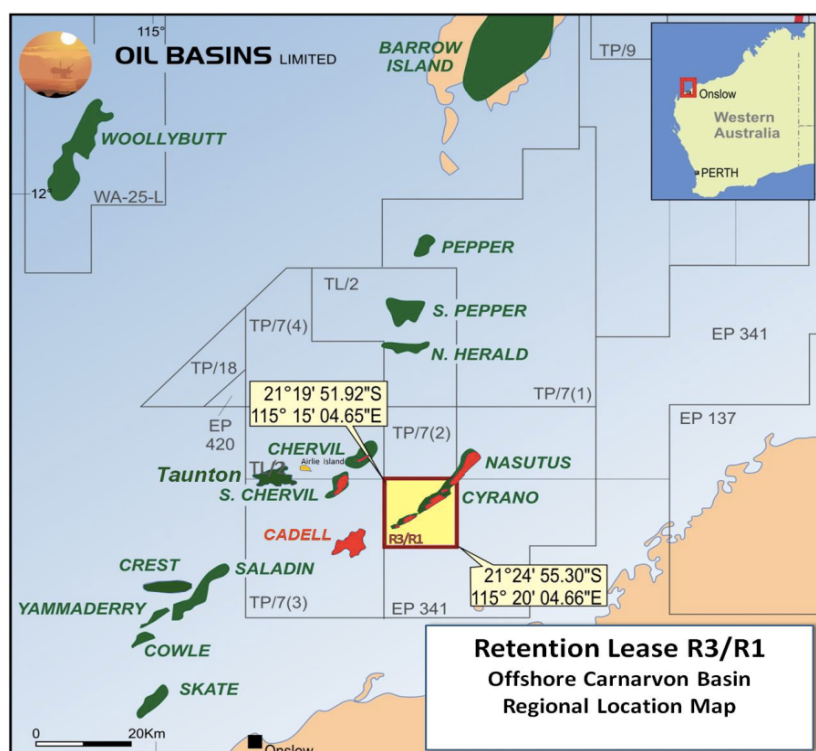 OIL BASINS LIMITED
115°
BARROW
ISLAND
TP/9
Onslow
Western
Australia
PERTH
WOOLLYBUTT
12°
WA-25-L
PEPPER
TL/2
S. PEPPER
TP/7(4)
N. HERALD
EP 341
TP/18
TP/7(1)
21°19' 51.92"S
115° 15' 04.65"E
EP
420
TP/7(2)
EP 137
CHERVIL
Airlie Island
NASUTUS
Taunton
S. CHERVIL
CYRANO
CADELL
R3/R1
21°24' 55.30"S
115° 20' 04.66"E
CREST
SALADIN
YAMMADERRY
TP/7(3)
EP 341
COWLE
SKATE
Retention Lease R3/R1
Offshore Carnarvon Basin
Regional Location Map
0 20Km
Onslow